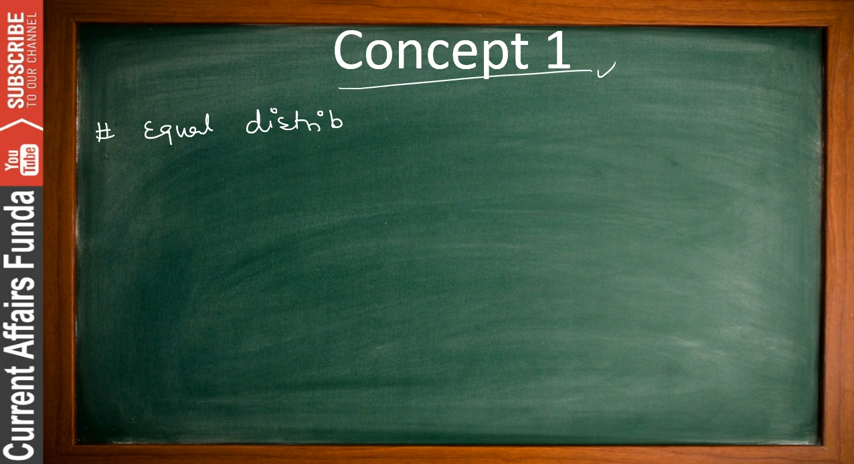 SUBSCRIBE
TO OUR CHANNEL
You Tube
Current Affairs Funda
Concept 1
# Equal distrib